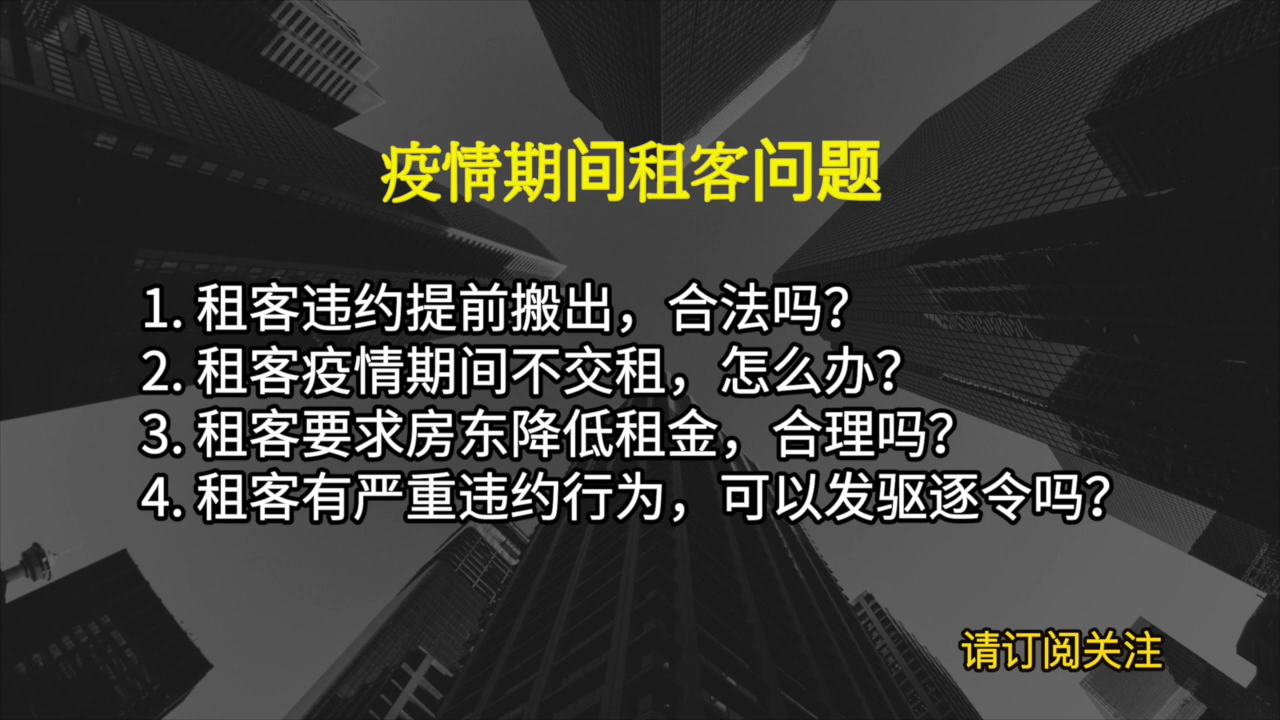 疫情期间租客问题
1. 租客违约提前搬出，合法吗？
2. 租客疫情期间不交租，怎么办？
3. 租客要求房东降低租金，合理吗？
4. 租客有严重违约行为，可以发驱逐令吗？
请订阅关注